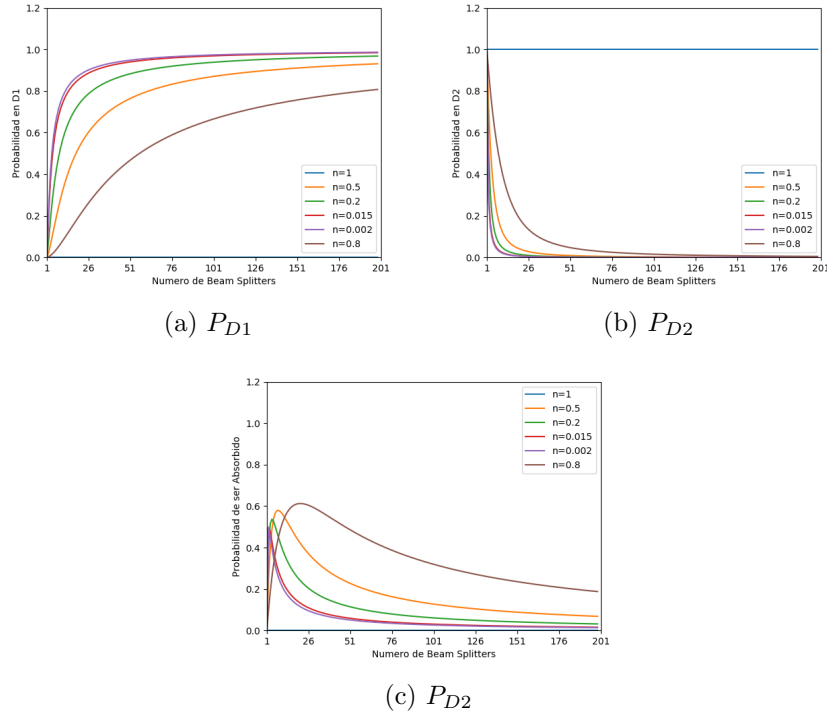 Probabilidad en D1
1.2
1.0
0.8
0.6
0.4
0.2
0.0
1 26 51 76 101 126 151 176 201
Numero de Beam Splitters
n=1
n=0.5
n=0.2
n=0.015
n=0.002
n=0.8
(a) P_{D1}
Probabilidad en D2
1.2
1.0
0.8
0.6
0.4
0.2
0.0
1 26 51 76 101 126 151 176 201
Numero de Beam Splitters
n=1
n=0.5
n=0.2
n=0.015
n=0.002
n=0.8
(b) P_{D2}
Probabilidad de ser Absorbido
1.2
1.0
0.8
0.6
0.4
0.2
0.0
1 26 51 76 101 126 151 176 201
Numero de Beam Splitters
n=1
n=0.5
n=0.2
n=0.015
n=0.002
n=0.8
(c) P_{D2}